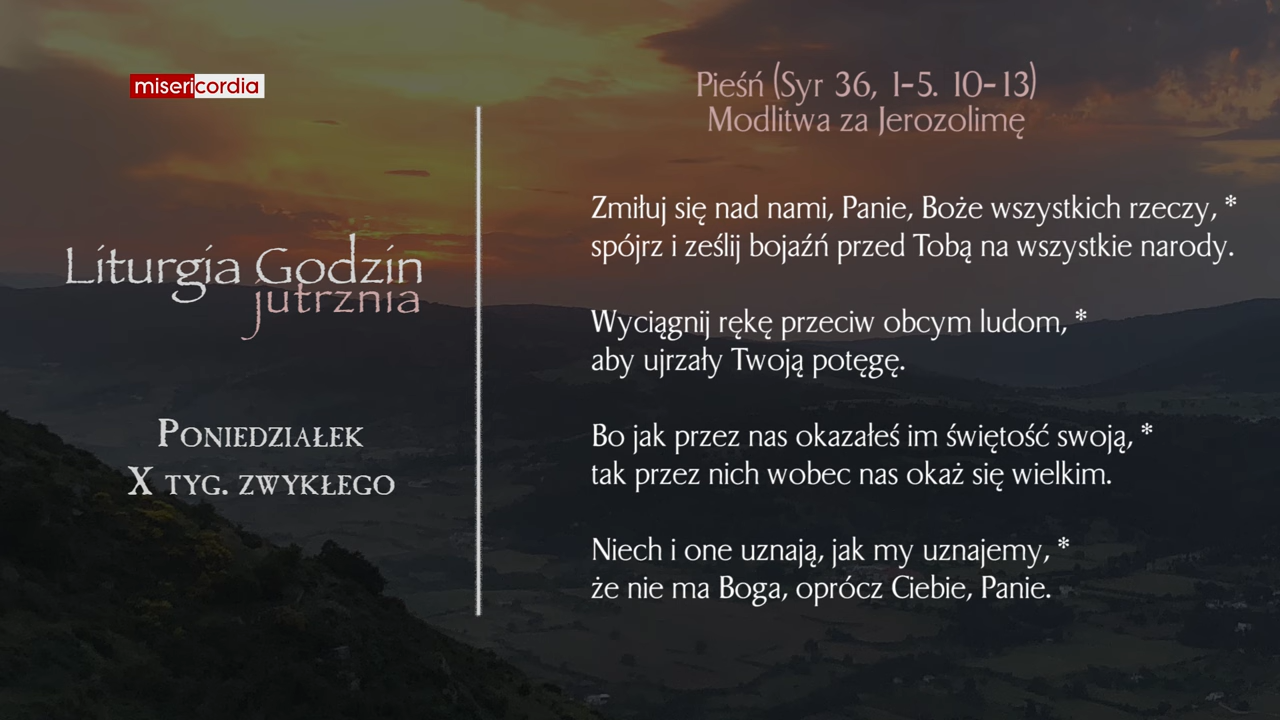 misericordia
Liturgia Godzin
jutrznia
Poniedziałek
X tyg. zwykłego
Pieśń (Syr 36, 1-5. 10-13)
Modlitwa za Jerozolimę
Zmiłuj się nad nami, Panie, Boże wszystkich rzeczy, *
spójrz i ześlij bojaźń przed Tobą na wszystkie narody.
Wyciągnij rękę przeciw obcym ludom, *
aby ujrzały Twoją potęgę.
Bo jak przez nas okazałeś im świętość swoją, *
tak przez nich wobec nas okaż się wielkim.
Niech i one uznają, jak my uznajemy, *
że nie ma Boga, oprócz Ciebie, Panie.